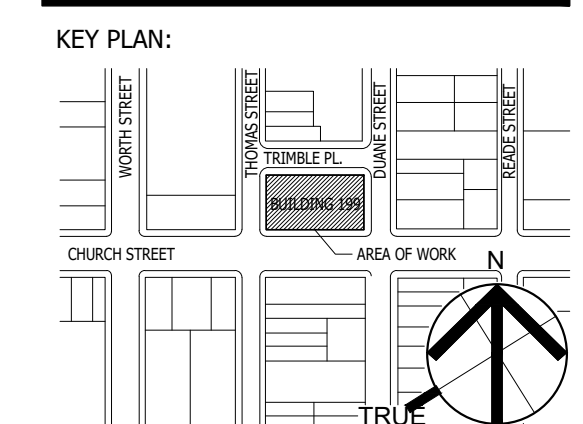 KEY PLAN:
WORTH STREET
THOMAS STREET
TRIMBLE PL.
DUANE STREET
READE STREET
BUILDING 199
CHURCH STREET
AREA OF WORK
N
TRUE